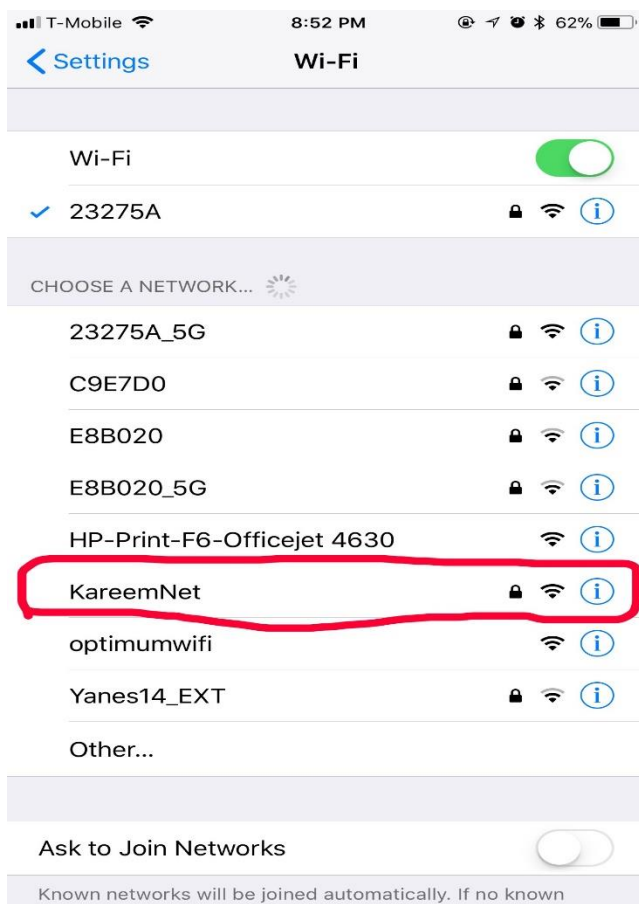 T-Mobile 8:52 PM 62%
Settings Wi-Fi
Wi-Fi
23275A
CHOOSE A NETWORK...
23275A_5G
C9E7D0
E8B020
E8B020_5G
HP-Print-F6-Officejet 4630
KareemNet
optimumwifi
Yanes14_EXT
Other...
Ask to Join Networks
Known networks will be joined automatically. If no known